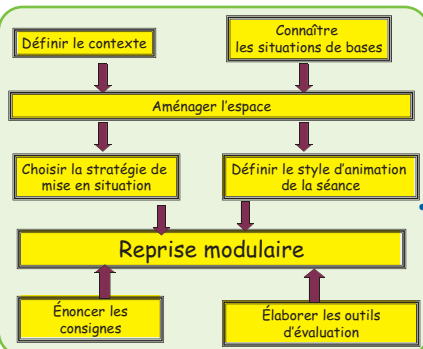 Définir le contexte
Connaître
les situations de bases
Aménager l'espace
Choisir la stratégie de
mise en situation
Définir le style d'animation
de la séance
Reprise modulaire
Énoncer les
consignes
Élaborer les outils
d'évaluation